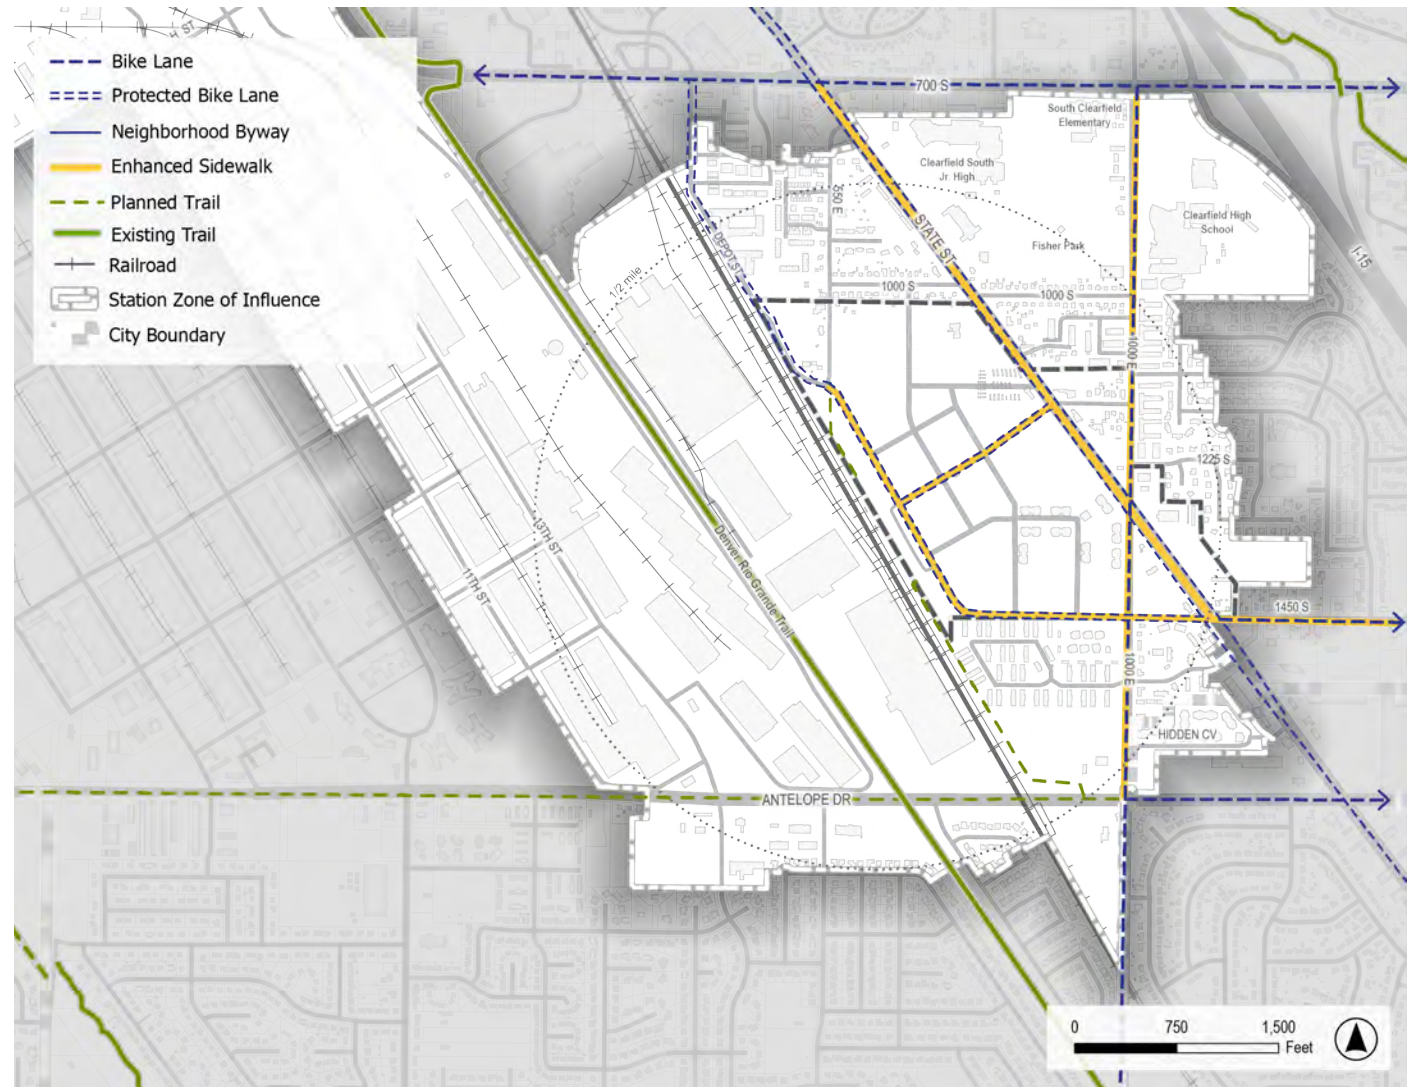 H ST
Bike Lane
Protected Bike Lane
Neighborhood Byway
Enhanced Sidewalk
Planned Trail
Existing Trail
Railroad
Station Zone of Influence
City Boundary
700 S
South Clearfield
Elementary
Clearfield South
Jr. High
Clearfield High
School
Fisher Park
I-15
STATE ST
DEPOT ST
1/2 mile
1000 S
1000 S
1000 E
1225 S
13TH ST
11TH ST
Denver Rio Grande Trail
1450 S
1000 E
HIDDEN CV
ANTELOPE DR
0 750 1,500
Feet